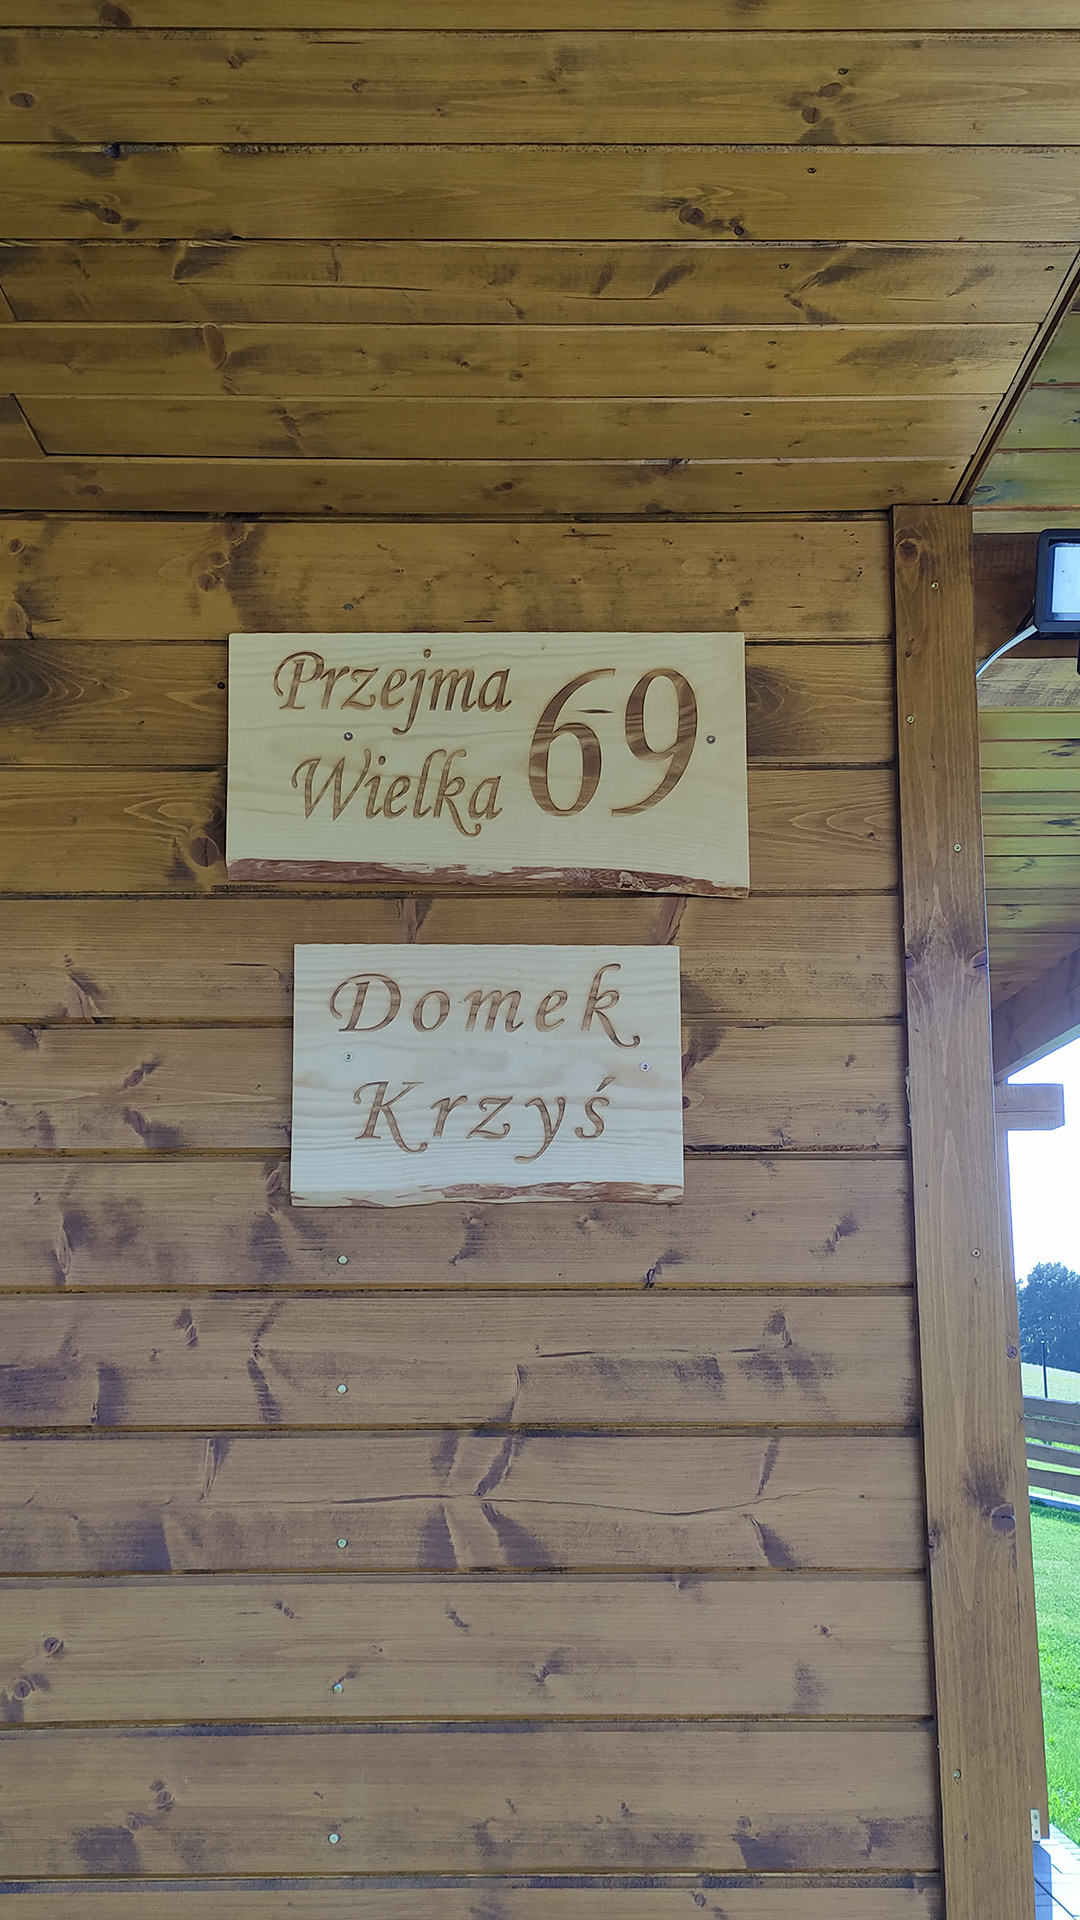 Przejma 69
Wielka
Domek
Krzyś